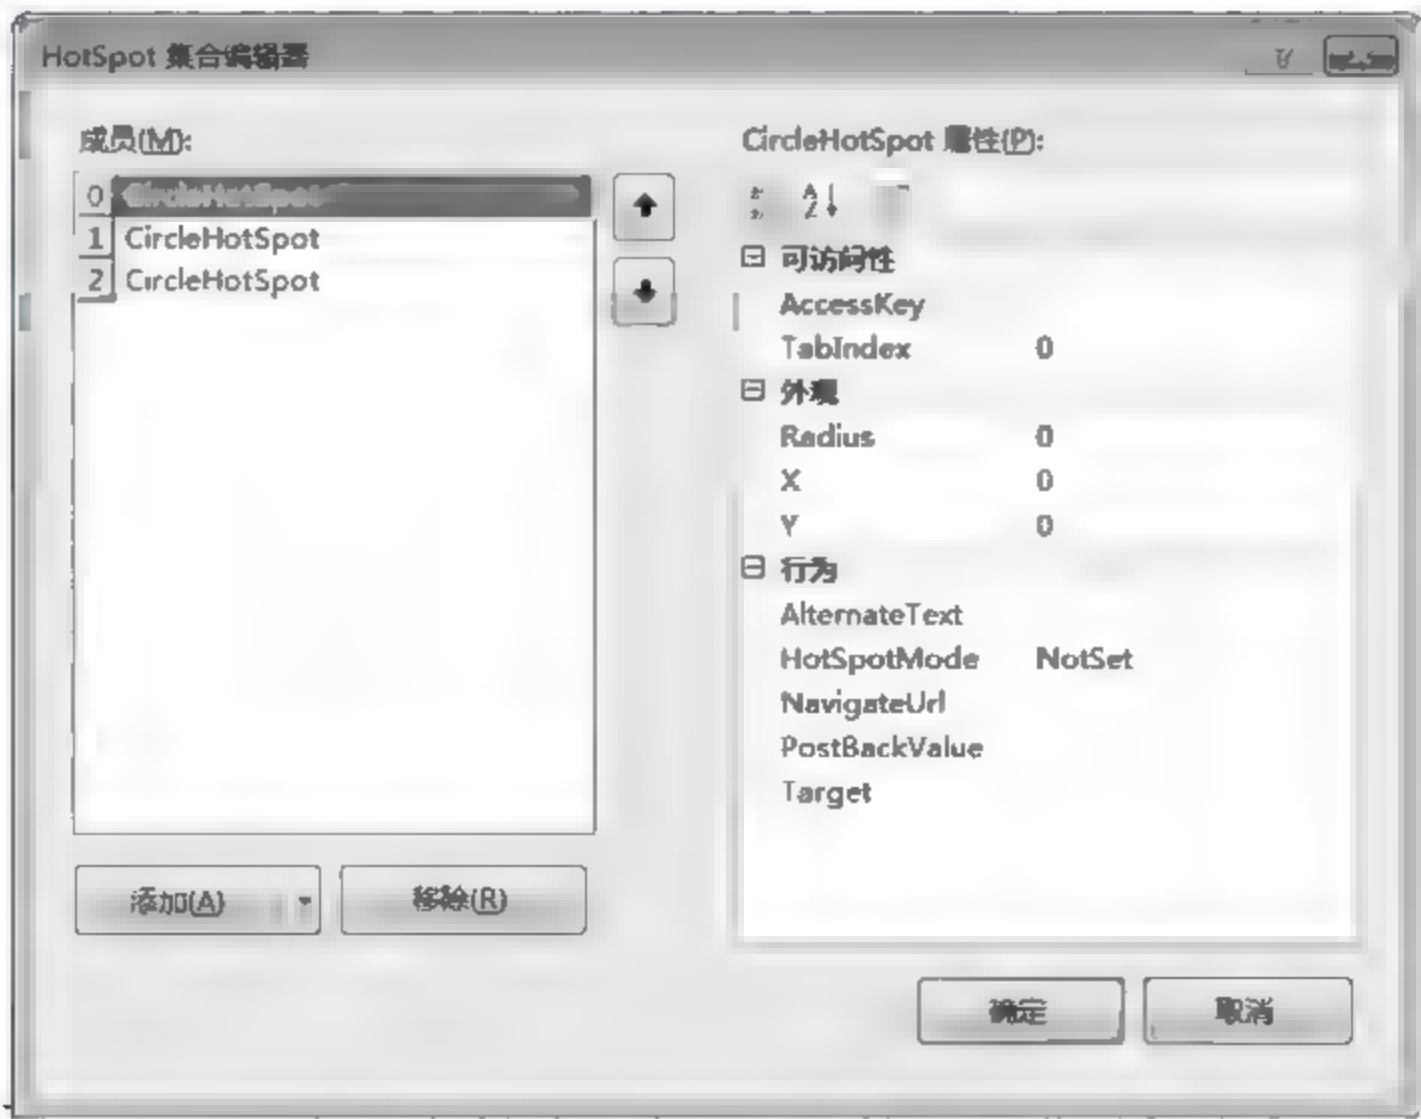 HotSpot 集合编辑器
成员(M):
0 CircleHotSpot
1 CircleHotSpot
2 CircleHotSpot
添加(A)
移除(R)
CircleHotSpot 属性(P):
可访问性
AccessKey
TabIndex 0
外观
Radius 0
X 0
Y 0
行为
AlternateText
HotSpotMode NotSet
NavigateUrl
PostBackValue
Target
确定
取消